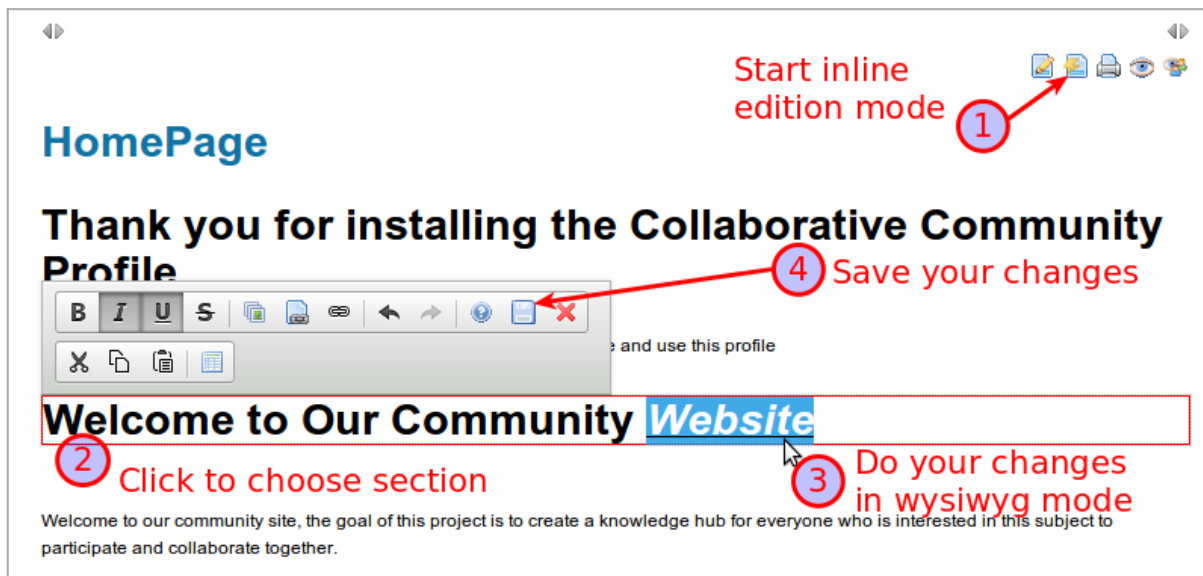 Start inline
edition mode
1
HomePage
Thank you for installing the Collaborative Community
Profile
4 Save your changes
B I U S
and use this profile
Welcome to Our Community Website
2 Click to choose section
3 Do your changes
in wysiwyg mode
Welcome to our community site, the goal of this project is to create a knowledge hub for everyone who is interested in this subject to
participate and collaborate together.